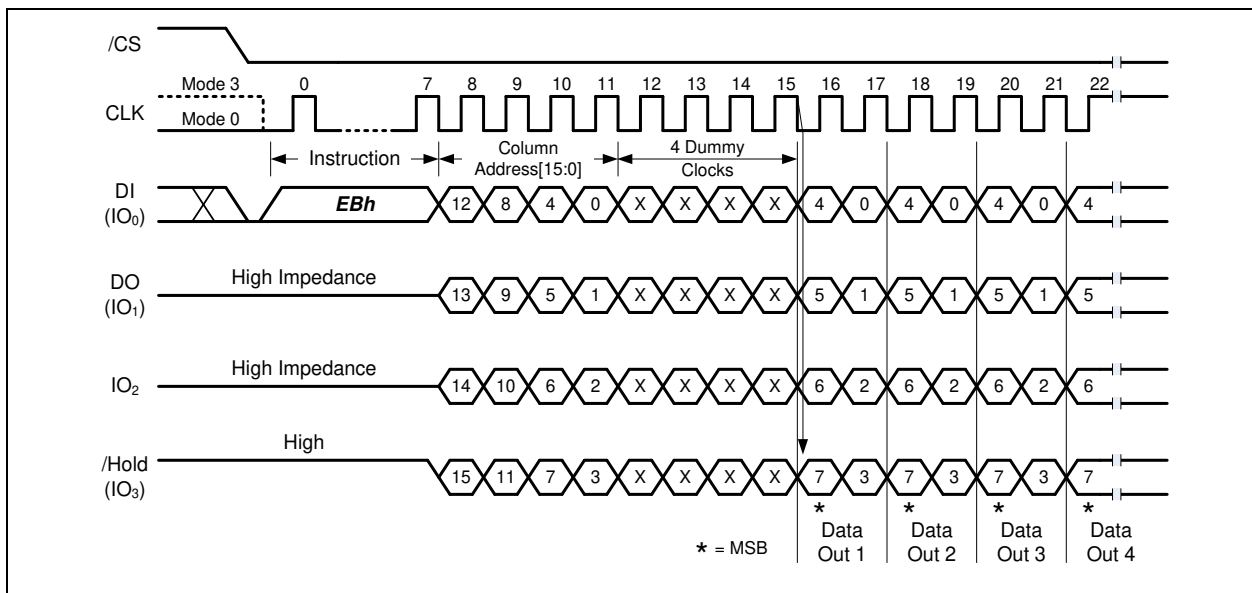 /CS
Mode 3 0 7 8 9 10 11 12 13 14 15 16 17 18 19 20 21 22
CLK
Mode 0
Instruction Column 4 Dummy
Address[15:0] Clocks
DI EBh 12 8 4 0 X X X X 4 0 4 0 4 0 4
(IO0)
High Impedance
DO 13 9 5 1 X X X X 5 1 5 1 5 1 5
(IO1)
High Impedance
IO2 14 10 6 2 X X X X 6 2 6 2 6 2 6
High
/Hold 15 11 7 3 X X X X 7 3 7 3 7 3 7
(IO3)
* * * *
* = MSB Data Data Data Data
Out 1 Out 2 Out 3 Out 4